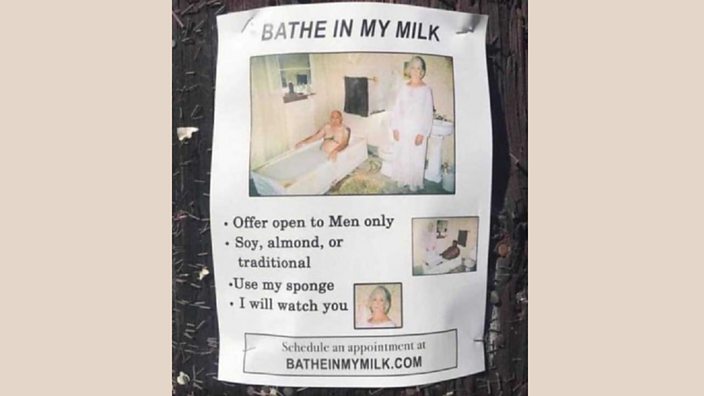 BATHE IN MY MILK
• Offer open to Men only
• Soy, almond, or
traditional
•Use my sponge
• I will watch you
Schedule an appointment at
BATHEINMYMILK.COM